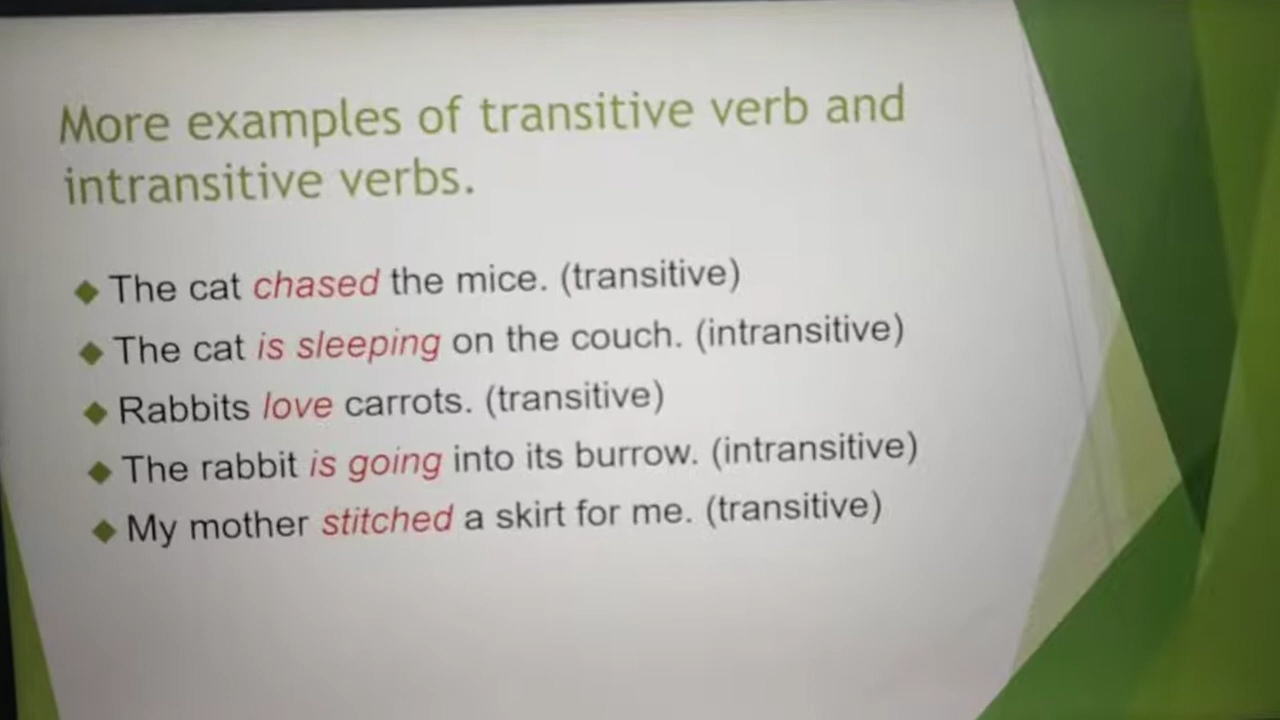 More examples of transitive verb and
intransitive verbs.
The cat chased the mice. (transitive)
The cat is sleeping on the couch. (intransitive)
Rabbits love carrots. (transitive)
The rabbit is going into its burrow. (intransitive)
My mother stitched a skirt for me. (transitive)